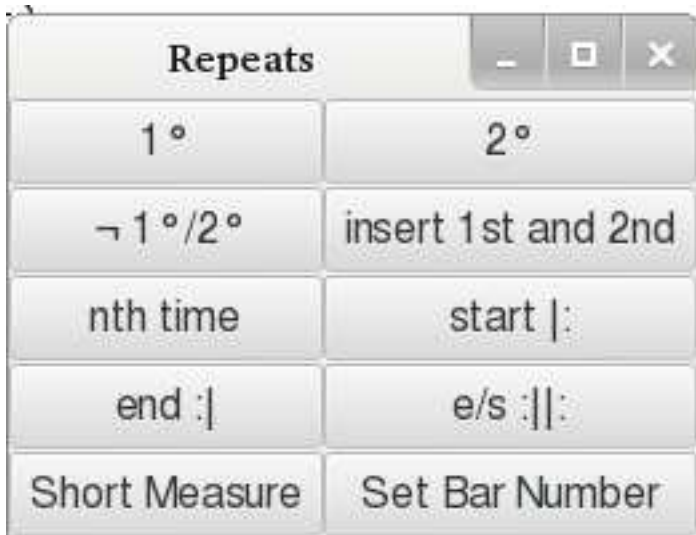 Repeats
1° 2°
¬ 1°/2° insert 1st and 2nd
nth time start |:
end :| e/s :||:
Short Measure Set Bar Number